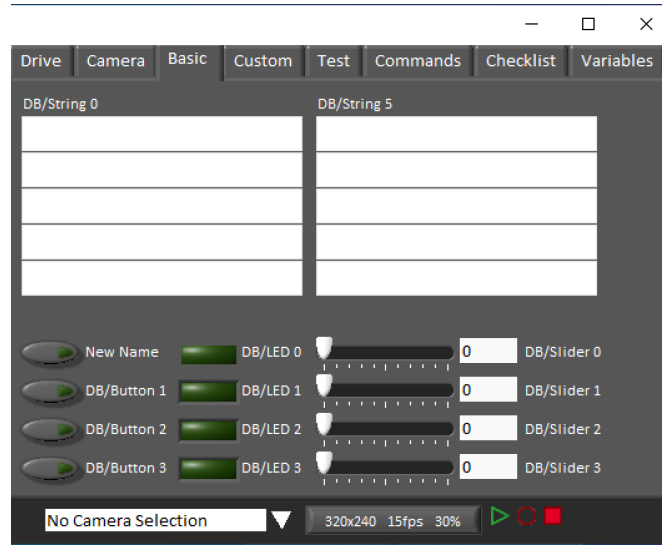 Drive Camera Basic Custom Test Commands Checklist Variables
DB/String 0 DB/String 5
New Name DB/LED 0 0 DB/Slider 0
DB/Button 1 DB/LED 1 0 DB/Slider 1
DB/Button 2 DB/LED 2 0 DB/Slider 2
DB/Button 3 DB/LED 3 0 DB/Slider 3
No Camera Selection 320x240 15fps 30%